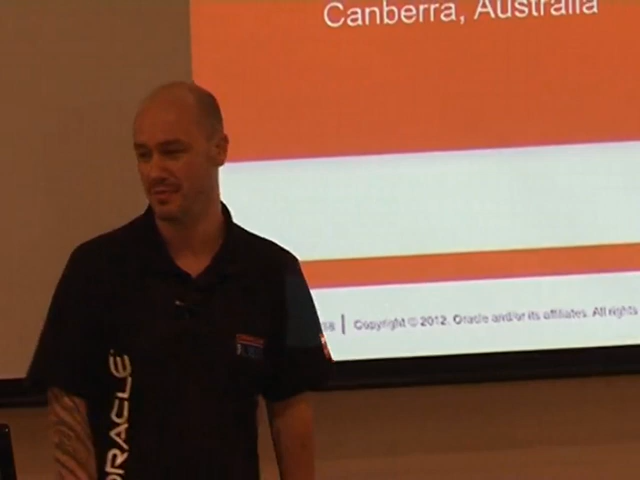 Canberra, Australia
Copyright © 2012, Oracle and/or its affiliates. All rights
ORACLE